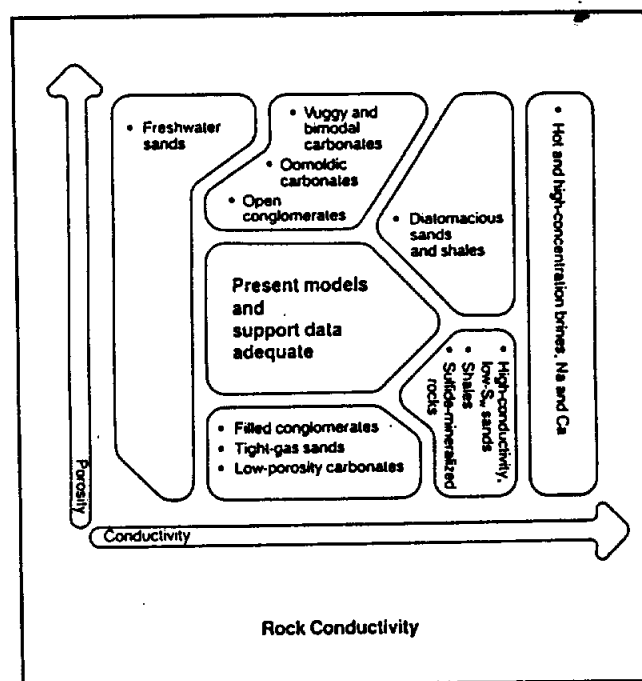 • Freshwater
sands
• Vuggy and
bimodal
carbonates
• Oomoldic
carbonates
• Open
conglomerates
• Diatomacious
sands
and shales
• Hot and high-concentration brines, Na and Ca
Present models
and
support data
adequate
• High-conductivity,
low-Sw sands
• Shales
• Sulfide-mineralized
rocks
• Filled conglomerates
• Tight-gas sands
• Low-porosity carbonates
Porosity
Conductivity
Rock Conductivity